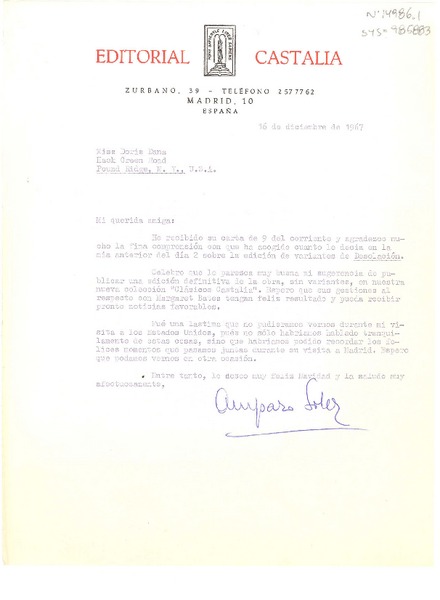 Nº 14986.1
sys= 985883
EDITORIAL CASTALIA
ZURBANO, 39 - TELÉFONO 2577762
MADRID, 10
ESPAÑA
16 de diciembre de 1967
Miss Doris Dana
Hack Green Road
Pound Ridge, N. Y., U.S.A.
Mi querida amiga:
He recibido su carta de 9 del corriente y agradezco mu-
cho la fina comprensión con que ha acogido cuanto le decía en la
mía anterior del día 2 sobre la edición de variantes de Desolación.
Celebro que le parezca muy buena mi sugerencia de pu-
blicar una edición definitiva de la obra, sin variantes, en nuestra
nueva colección "Clásicos Castalia". Espero que sus gestiones al
respecto con Margaret Bates tengan feliz resultado y pueda recibir
pronto noticias favorables.
Fué una lástima que no pudiéramos vernos durante mi vi-
sita a los Estados Unidos, pués no sólo habríamos hablado tranqui-
lamente de estas cosas, sino que habríamos podido recordar los fe-
lices momentos que pasamos juntas durante su visita a Madrid. Espero
que podamos vernos en otra ocasión.
Entre tanto, le deseo muy feliz Navidad y la saludo muy
afectuosamente,
Amparo Soler